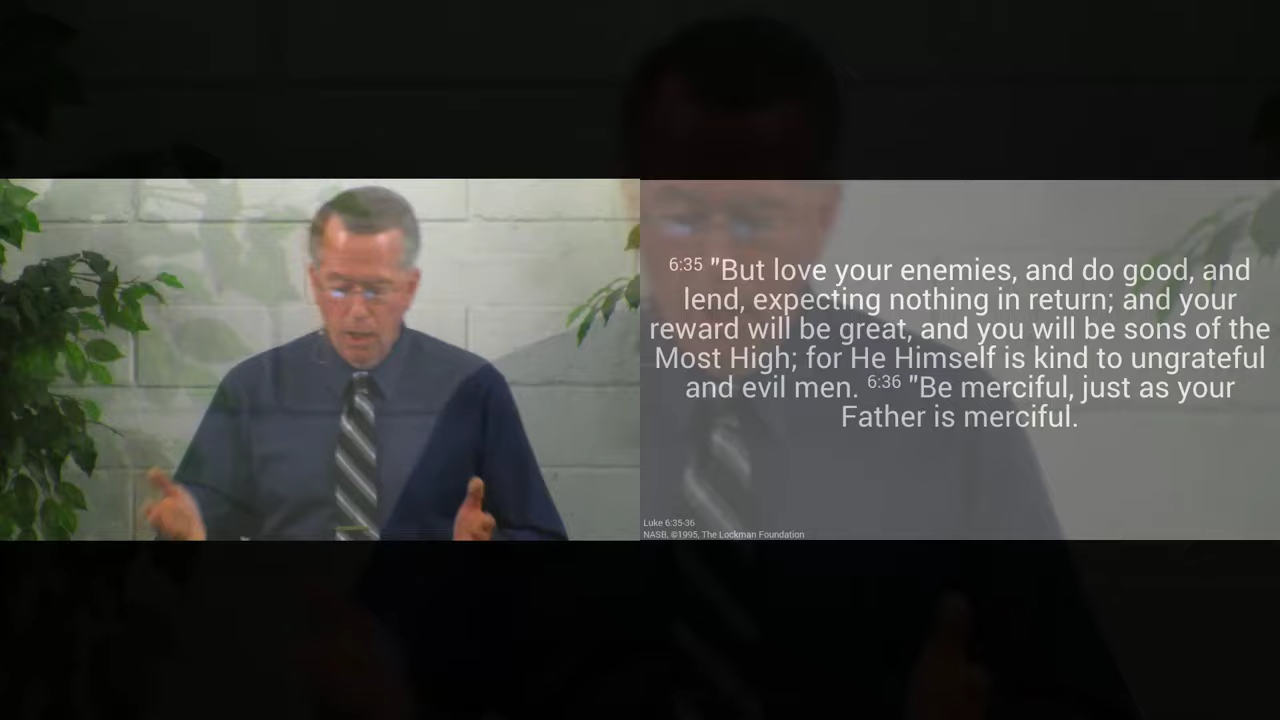 6:35 "But love your enemies, and do good, and
lend, expecting nothing in return; and your
reward will be great, and you will be sons of the
Most High; for He Himself is kind to ungrateful
and evil men. 6:36 "Be merciful, just as your
Father is merciful.
Luke 6:35-36
NASB, ©1995, The Lockman Foundation